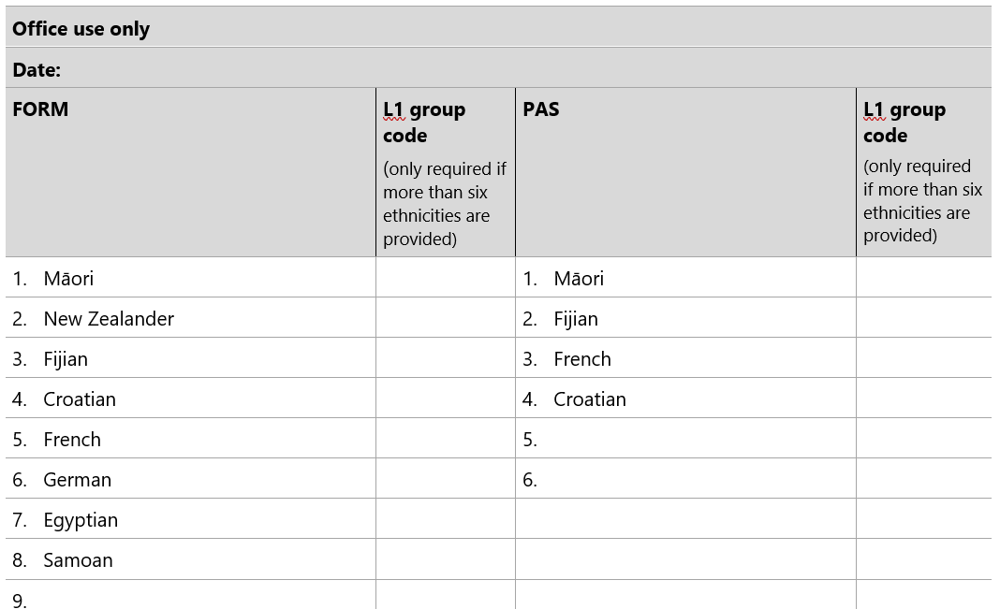 Office use only
Date:
FORM
L1 group
code
(only required if
more than six
ethnicities are
provided)
PAS
L1 group
code
(only required
if more than six
ethnicities are
provided)
1. Māori
1. Māori
2. New Zealander
2. Fijian
3. Fijian
3. French
4. Croatian
4. Croatian
5. French
5.
6. German
6.
7. Egyptian
8. Samoan
9.